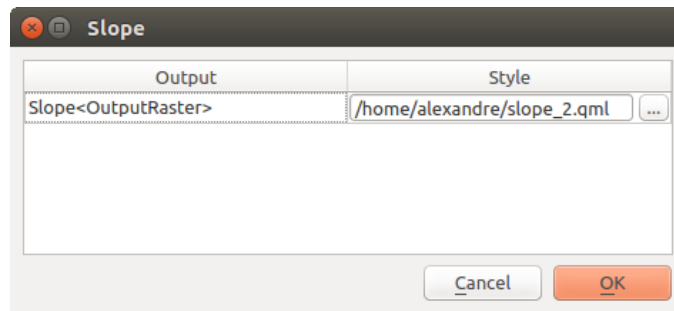 Slope
Output Style
Slope<OutputRaster> /home/alexandre/slope_2.qml ...
Cancel OK